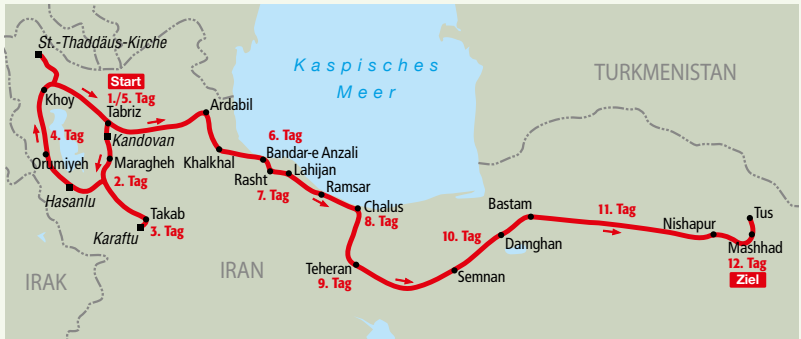 St.-Thaddäus-Kirche
Kaspisches
Meer
TURKMENISTAN
Start
1./5. Tag
Khoy
Tabriz
Ardabil
4. Tag
Kandovan
6. Tag
Orumiyeh
Maragheh
Khalkhal
Bandar-e Anzali
Lahijan
2. Tag
Rasht
7. Tag
Ramsar
Hasanlu
Chalus
8. Tag
Bastam
11. Tag
Takab
Tus
Karaftu
3. Tag
10. Tag
Damghan
Nishapur
Mashhad
12. Tag
Ziel
IRAK
IRAN
Teheran
9. Tag
Semnan